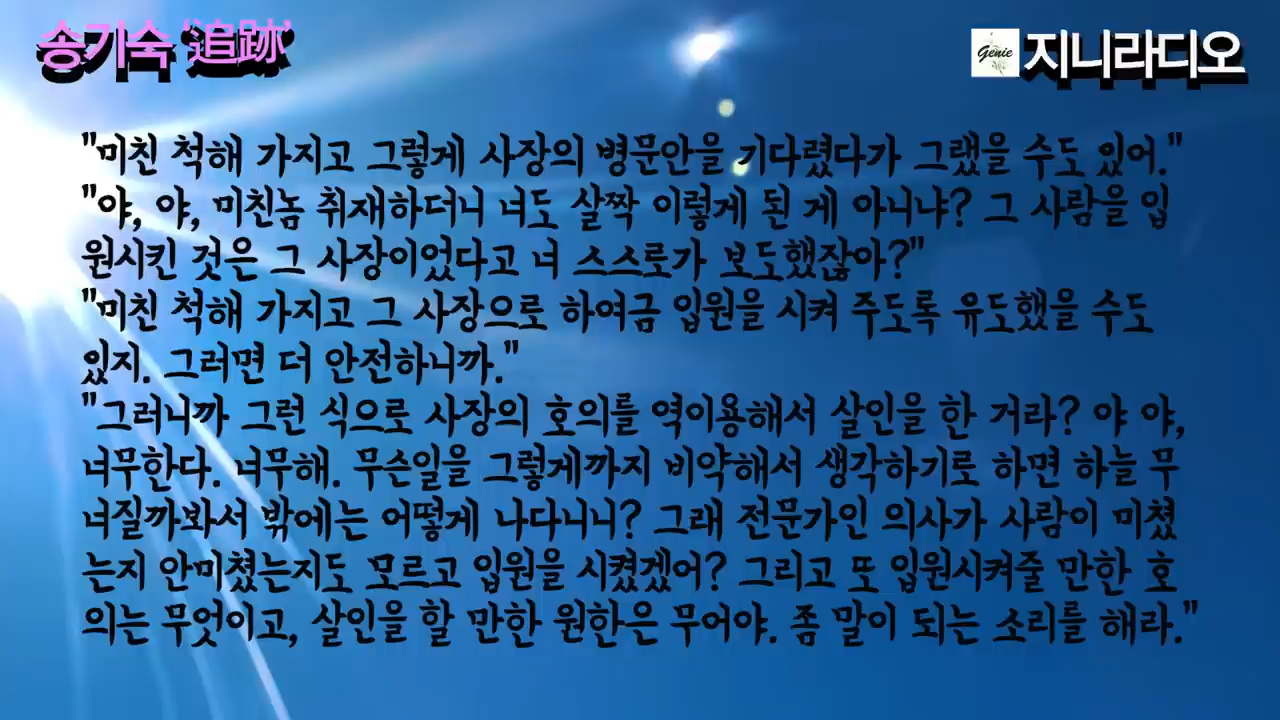 송기숙 '追跡'
Genie 지니라디오
"미친 척해 가지고 그렇게 사장의 병문안을 기다렸다가 그랬을 수도 있어."
"야, 야, 미친놈 취재하더니 너도 살짝 이렇게 된 게 아니냐? 그 사람을 입
원시킨 것은 그 사장이었다고 너 스스로가 보도했잖아?"
"미친 척해 가지고 그 사장으로 하여금 입원을 시켜 주도록 유도했을 수도
있지. 그러면 더 안전하니까."
"그러니까 그런 식으로 사장의 호의를 역이용해서 살인을 한 거라? 야 야,
너무한다. 너무해. 무슨일을 그렇게까지 비약해서 생각하기로 하면 하늘 무
너질까봐서 밖에는 어떻게 나다니니? 그래 전문가인 의사가 사람이 미쳤
는지 안미쳤는지도 모르고 입원을 시켰겠어? 그리고 또 입원시켜줄 만한 호
의는 무엇이고, 살인을 할 만한 원한은 무어야. 좀 말이 되는 소리를 해라."